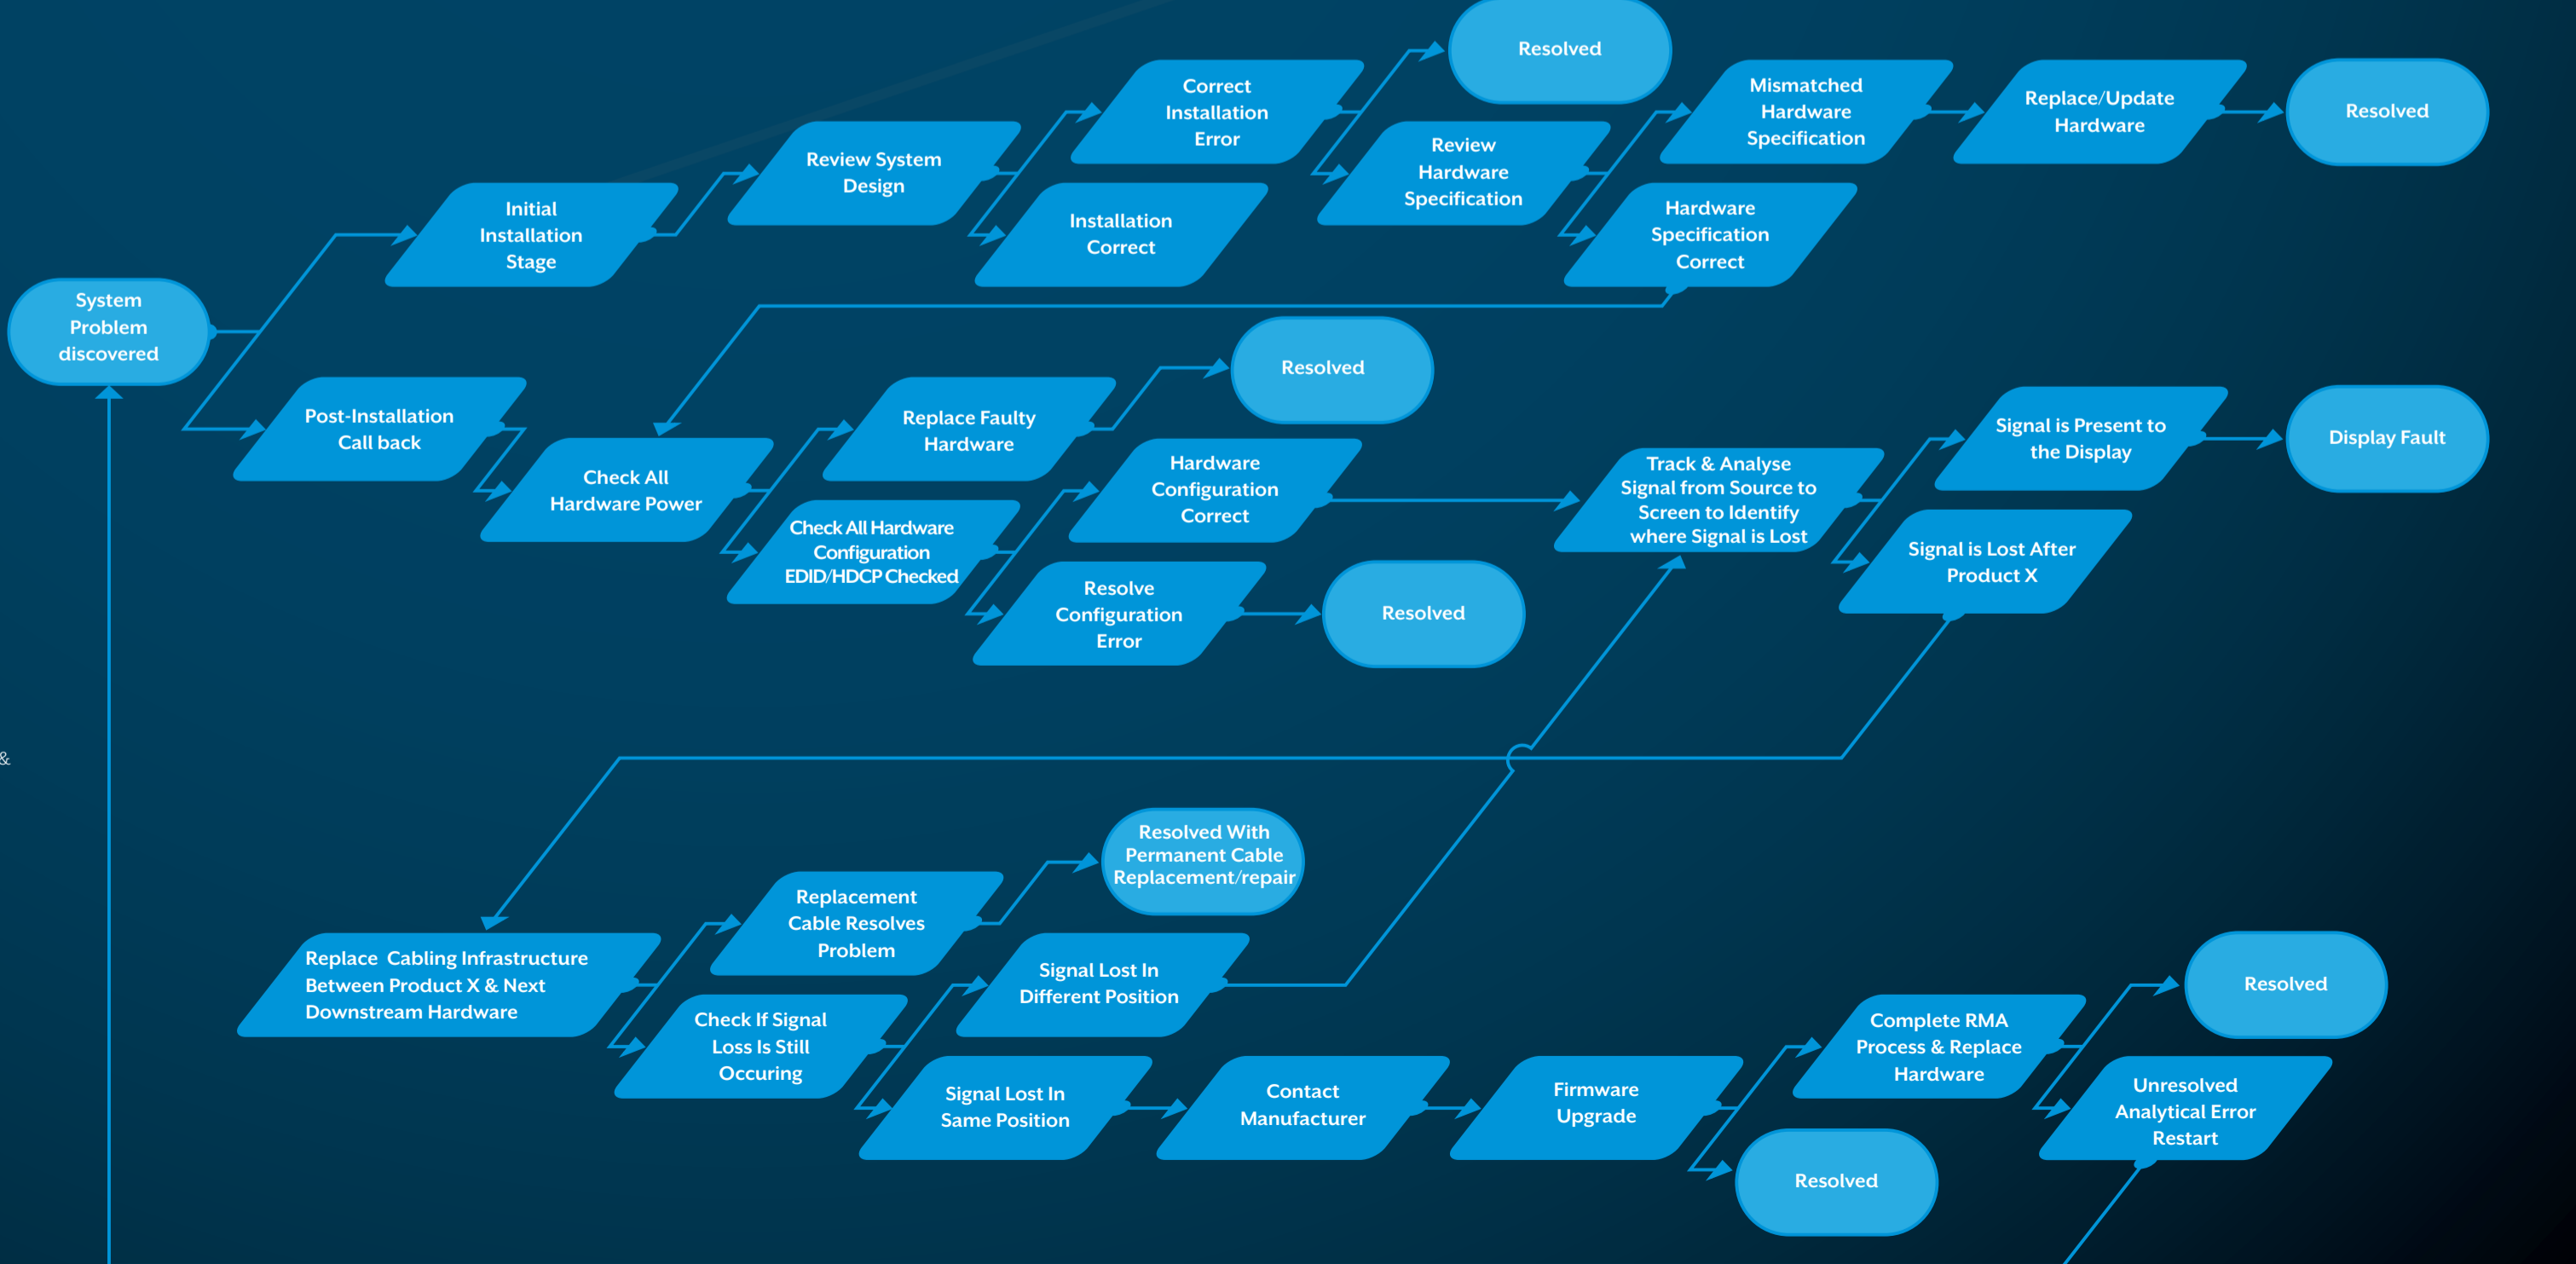 Resolved
Correct
Installation
Error
Mismatched
Hardware
Specification
Replace/Update
Hardware
Resolved
Review System
Design
Review
Hardware
Specification
Initial
Installation
Stage
Installation
Correct
Hardware
Specification
Correct
System
Problem
discovered
Post-Installation
Call back
Replace Faulty
Hardware
Resolved
Check All
Hardware Power
Hardware
Configuration
Correct
Track & Analyse
Signal from Source to
Screen to Identify
where Signal is Lost
Signal is Present to
the Display
Display Fault
Check All Hardware
Configuration
EDID/HDCP Checked
Signal is Lost After
Product X
Resolve
Configuration
Error
Resolved
&
Resolved With
Permanent Cable
Replacement/repair
Replacement
Cable Resolves
Problem
Replace Cabling Infrastructure
Between Product X & Next
Downstream Hardware
Signal Lost In
Different Position
Check If Signal
Loss Is Still
Occuring
Signal Lost In
Same Position
Contact
Manufacturer
Firmware
Upgrade
Complete RMA
Process & Replace
Hardware
Resolved
Unresolved
Analytical Error
Restart
Resolved